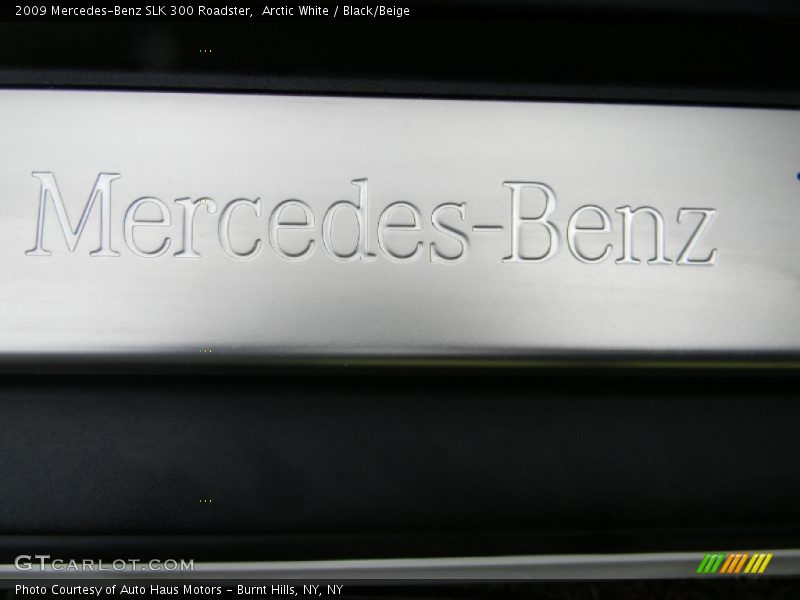 2009 Mercedes-Benz SLK 300 Roadster,  Arctic White / Black/Beige
Mercedes-Benz
GTCARLOT.COM
Photo Courtesy of Auto Haus Motors - Burnt Hills, NY, NY